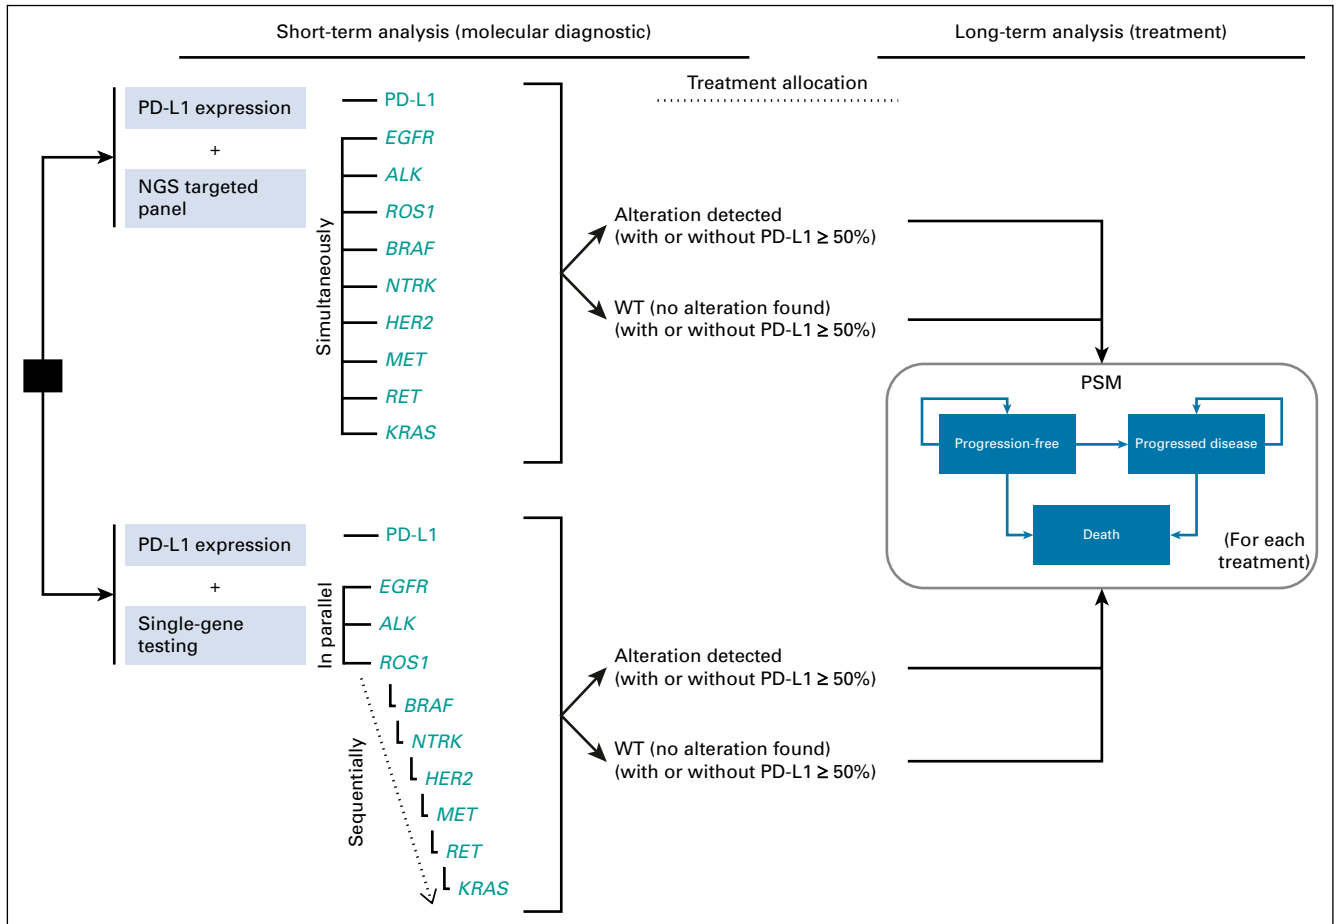 Short-term analysis (molecular diagnostic)
Long-term analysis (treatment)
Treatment allocation
PD-L1 expression
+
NGS targeted
panel
Simultaneously
PD-L1
EGFR
ALK
ROS1
BRAF
NTRK
HER2
MET
RET
KRAS
Alteration detected
(with or without PD-L1 ≥ 50%)
WT (no alteration found)
(with or without PD-L1 ≥ 50%)
PSM
Progression-free
Progressed disease
Death
(For each
treatment)
PD-L1 expression
+
Single-gene
testing
PD-L1
In parallel
EGFR
ALK
ROS1
Sequentially
BRAF
NTRK
HER2
MET
RET
KRAS
Alteration detected
(with or without PD-L1 ≥ 50%)
WT (no alteration found)
(with or without PD-L1 ≥ 50%)